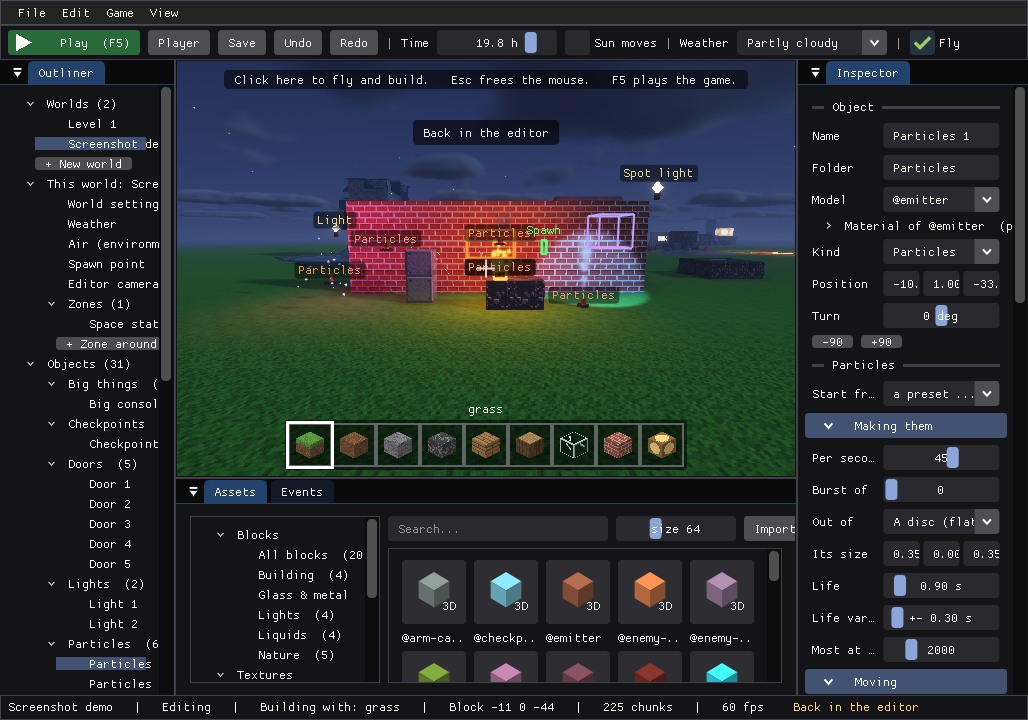 File Edit Game View
Play (F5) Player Save Undo Redo | Time 19.8 h Sun moves | Weather Partly cloudy | Fly
Outliner
Worlds (2)
Level 1
Screenshot de
+ New world
This world: Scre
World setting
Weather
Air (environm
Spawn point
Editor camera
Zones (1)
Space stat
+ Zone around
Objects (31)
Big things (
Big consol
Checkpoints
Checkpoint
Doors (5)
Door 1
Door 2
Door 3
Door 4
Door 5
Lights (2)
Light 1
Light 2
Particles (6
Particles
Particles
Click here to fly and build. Esc frees the mouse. F5 plays the game.
Back in the editor
Spot light
Light
Spawn
Particles
Particles
Particles
Particles
Particles
grass
Assets Events
Blocks
All blocks (20
Building (4)
Glass & metal
Lights (4)
Liquids (4)
Nature (5)
Textures
Search... size 64 Import
3D 3D 3D 3D 3D
@arm-ca.. @checkp.. @emitter @enemy-.. @enemy-..
Inspector
Object
Name Particles 1
Folder Particles
Model @emitter
Material of @emitter (p
Kind Particles
Position -10. 1.00 -33.
Turn 0 deg
-90 +90
Particles
Start fr... a preset ...
Making them
Per seco... 45
Burst of 0
Out of A disc (flat
Its size 0.35 0.00 0.35
Life 0.90 s
Life var... +- 0.30 s
Most at ... 2000
Moving
Screenshot demo | Editing | Building with: grass | Block -11 0 -44 | 225 chunks | 60 fps Back in the editor